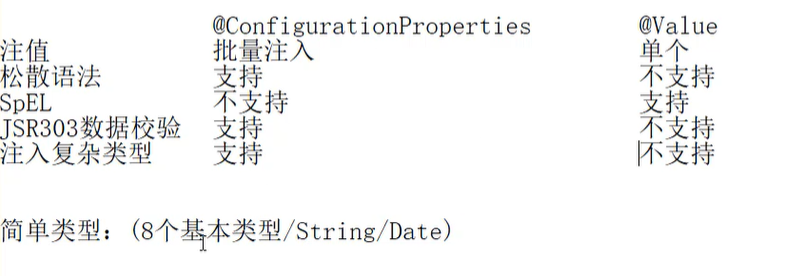 @ConfigurationProperties @Value
注值 批量注入 单个
松散语法 支持 不支持
SpEL 不支持 支持
JSR303数据校验 支持 不支持
注入复杂类型 支持 不支持
简单类型：(8个基本类型/String/Date)